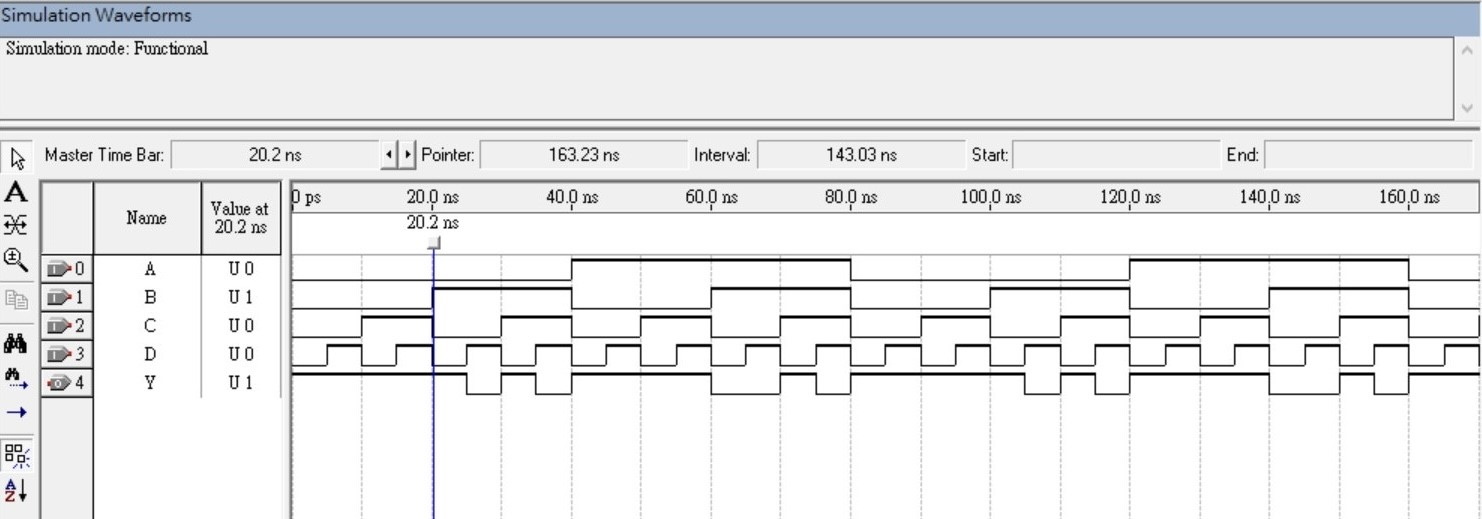 Simulation Waveforms
Simulation mode: Functional
Master Time Bar: 20.2 ns Pointer: 163.23 ns Interval: 143.03 ns Start: End:
A
Name Value at 20.2 ns
0 ps 20.0 ns 40.0 ns 60.0 ns 80.0 ns 100.0 ns 120.0 ns 140.0 ns 160.0 ns
20.2 ns
0 A U 0
1 B U 1
2 C U 0
3 D U 0
4 Y U 1
A
Z